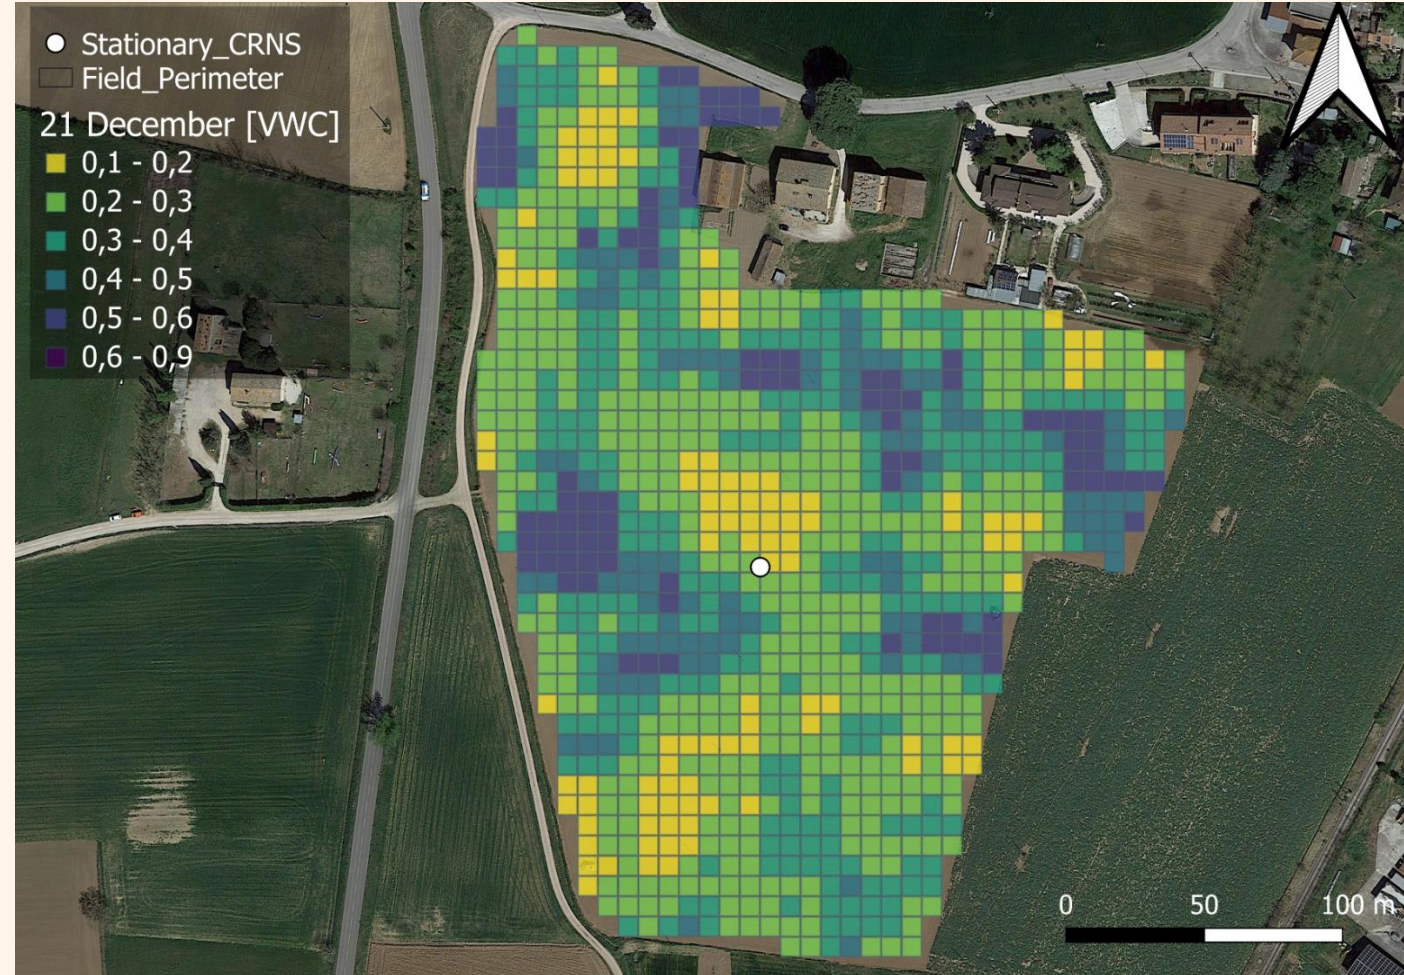 Stationary_CRNS
Field_Perimeter
21 December [VWC]
0,1 - 0,2
0,2 - 0,3
0,3 - 0,4
0,4 - 0,5
0,5 - 0,6
0,6 - 0,9
0 50 100 m